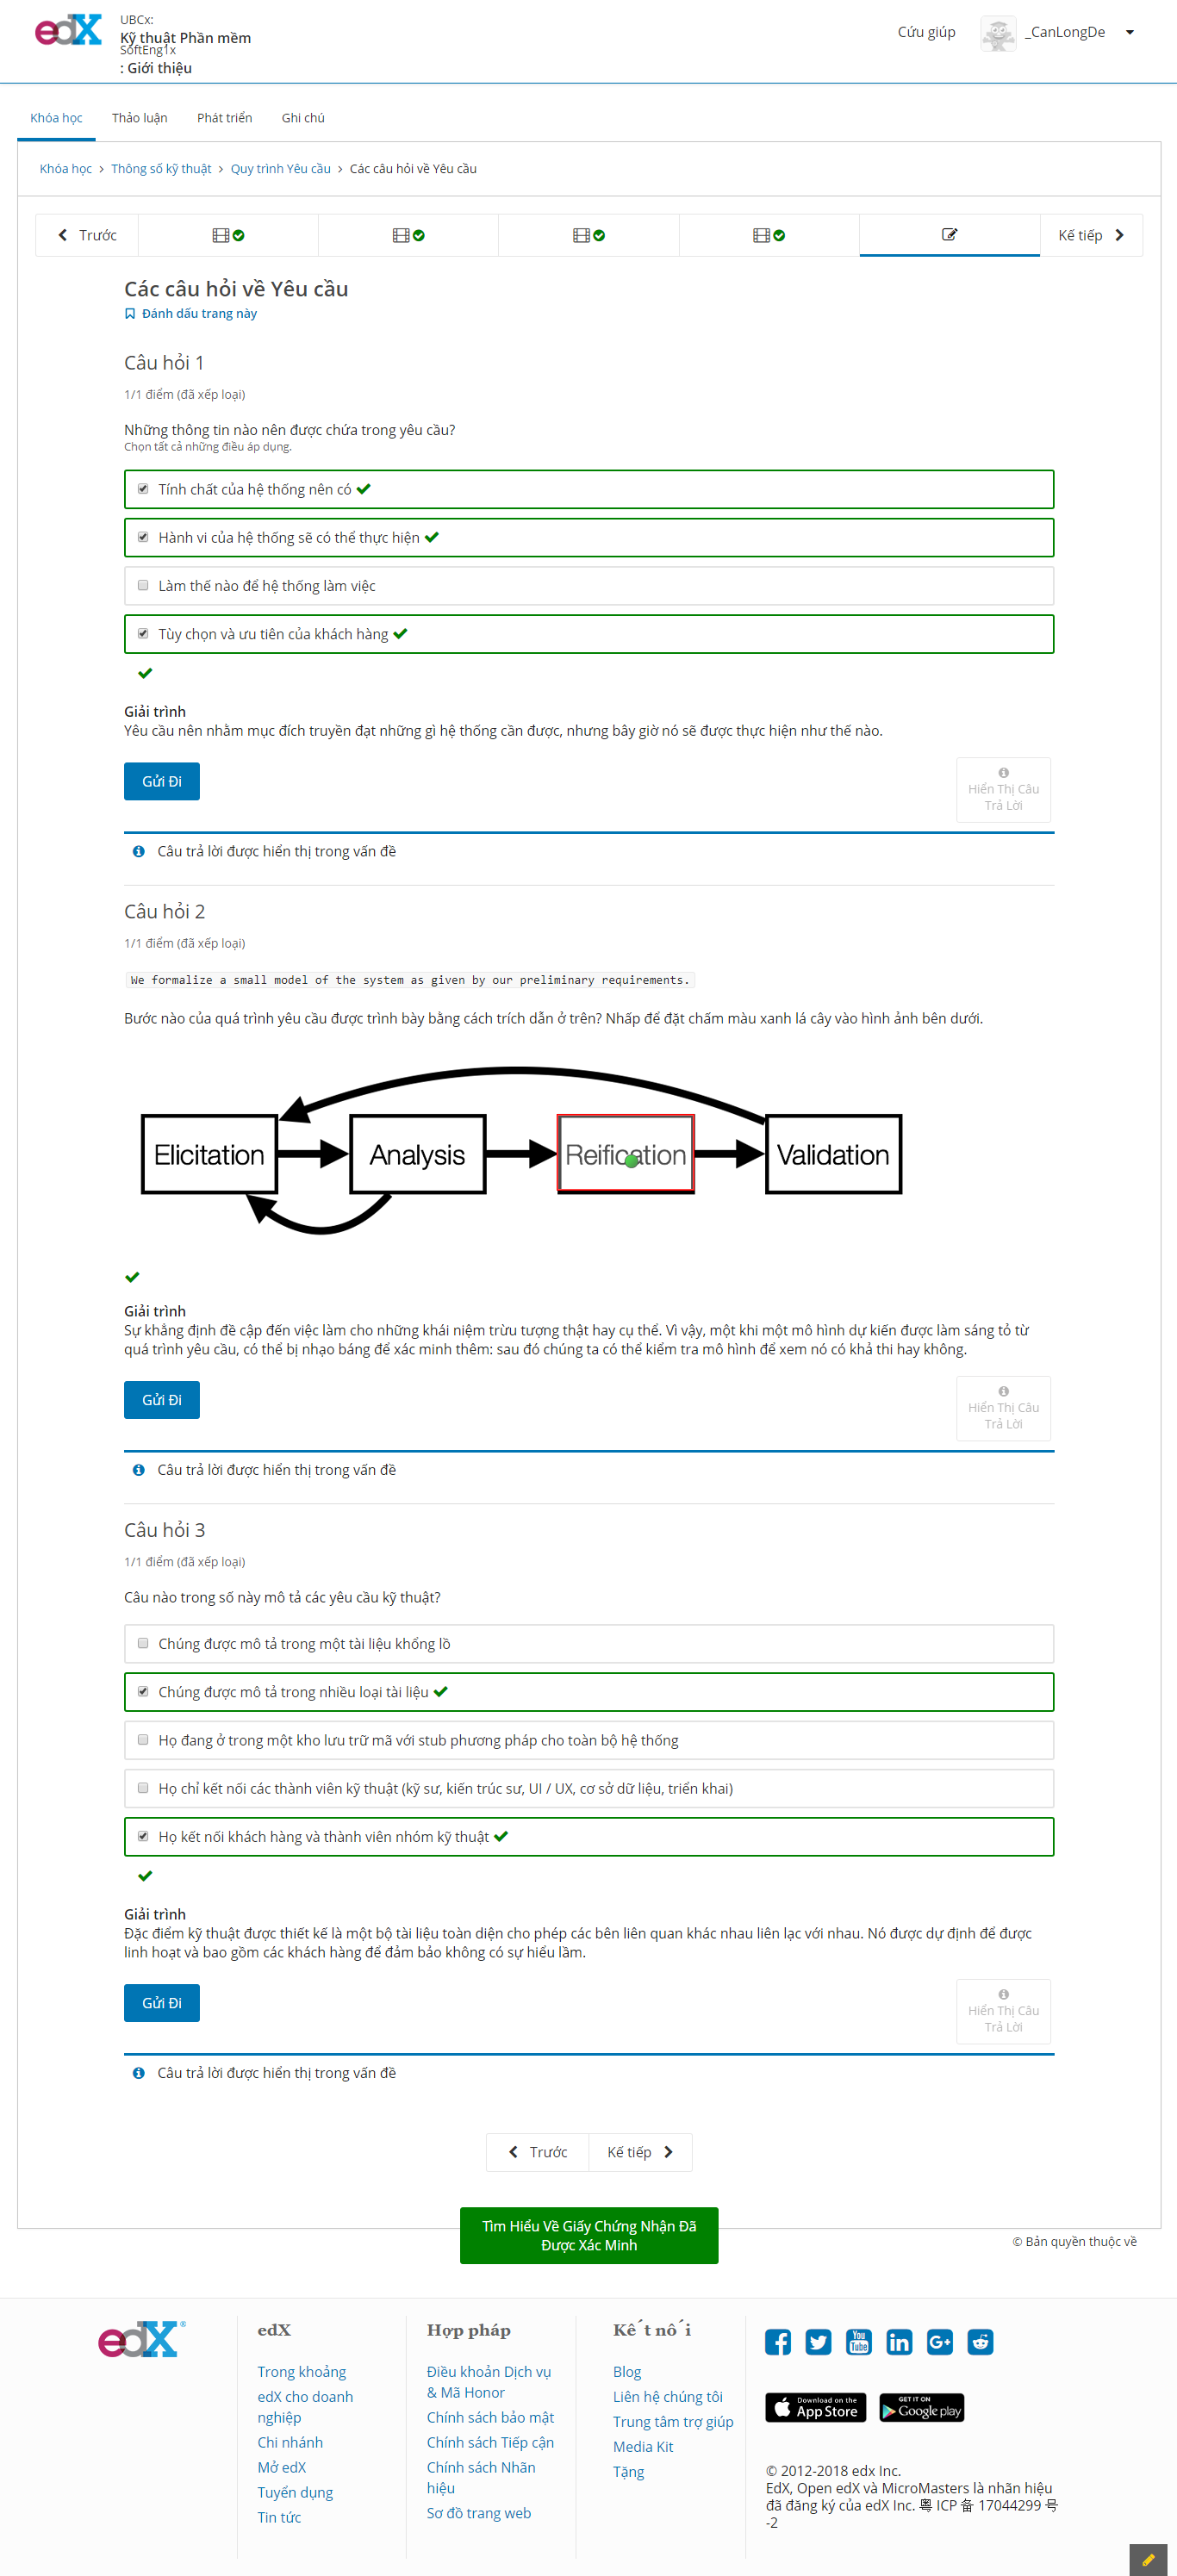 edX
UBCx:
Kỹ thuật Phần mềm
SoftEng1x
: Giới thiệu
Cứu giúp
_CanLongDe
Khóa học
Thảo luận
Phát triển
Ghi chú
Khóa học > Thông số kỹ thuật > Quy trình Yêu cầu > Các câu hỏi về Yêu cầu
Trước
Kế tiếp
Các câu hỏi về Yêu cầu
Đánh dấu trang này
Câu hỏi 1
1/1 điểm (đã xếp loại)
Những thông tin nào nên được chứa trong yêu cầu?
Chọn tất cả những điều áp dụng.
Tính chất của hệ thống nên có
Hành vi của hệ thống sẽ có thể thực hiện
Làm thế nào để hệ thống làm việc
Tùy chọn và ưu tiên của khách hàng
Giải trình
Yêu cầu nên nhằm mục đích truyền đạt những gì hệ thống cần được, nhưng bây giờ nó sẽ được thực hiện như thế nào.
Gửi Đi
Hiển Thị Câu
Trả Lời
Câu trả lời được hiển thị trong vấn đề
Câu hỏi 2
1/1 điểm (đã xếp loại)
We formalize a small model of the system as given by our preliminary requirements.
Bước nào của quá trình yêu cầu được trình bày bằng cách trích dẫn ở trên? Nhấp để đặt chấm màu xanh lá cây vào hình ảnh bên dưới.
Elicitation
Analysis
Reification
Validation
Giải trình
Sự khẳng định đề cập đến việc làm cho những khái niệm trừu tượng thật hay cụ thể. Vì vậy, một khi một mô hình dự kiến được làm sáng tỏ từ
quá trình yêu cầu, có thể bị nhạo báng để xác minh thêm: sau đó chúng ta có thể kiểm tra mô hình để xem nó có khả thi hay không.
Gửi Đi
Hiển Thị Câu
Trả Lời
Câu trả lời được hiển thị trong vấn đề
Câu hỏi 3
1/1 điểm (đã xếp loại)
Câu nào trong số này mô tả các yêu cầu kỹ thuật?
Chúng được mô tả trong một tài liệu khổng lồ
Chúng được mô tả trong nhiều loại tài liệu
Họ đang ở trong một kho lưu trữ mã với stub phương pháp cho toàn bộ hệ thống
Họ chỉ kết nối các thành viên kỹ thuật (kỹ sư, kiến trúc sư, UI / UX, cơ sở dữ liệu, triển khai)
Họ kết nối khách hàng và thành viên nhóm kỹ thuật
Giải trình
Đặc điểm kỹ thuật được thiết kế là một bộ tài liệu toàn diện cho phép các bên liên quan khác nhau liên lạc với nhau. Nó được dự định để được
linh hoạt và bao gồm các khách hàng để đảm bảo không có sự hiểu lầm.
Gửi Đi
Hiển Thị Câu
Trả Lời
Câu trả lời được hiển thị trong vấn đề
Trước
Kế tiếp
Tìm Hiểu Về Giấy Chứng Nhận Đã
Được Xác Minh
© Bản quyền thuộc về
edX®
edX
Trong khoảng
edX cho doanh
nghiệp
Chi nhánh
Mở edX
Tuyển dụng
Tin tức
Hợp pháp
Điều khoản Dịch vụ
& Mã Honor
Chính sách bảo mật
Chính sách Tiếp cận
Chính sách Nhãn
hiệu
Sơ đồ trang web
Kết nối
Blog
Liên hệ chúng tôi
Trung tâm trợ giúp
Media Kit
Tặng
You
Tube
in
G+
Download on the
App Store
GET IT ON
Google play
© 2012-2018 edx Inc.
EdX, Open edX và MicroMasters là nhãn hiệu
đã đăng ký của edX Inc. 粤 ICP 备 17044299 号
-2